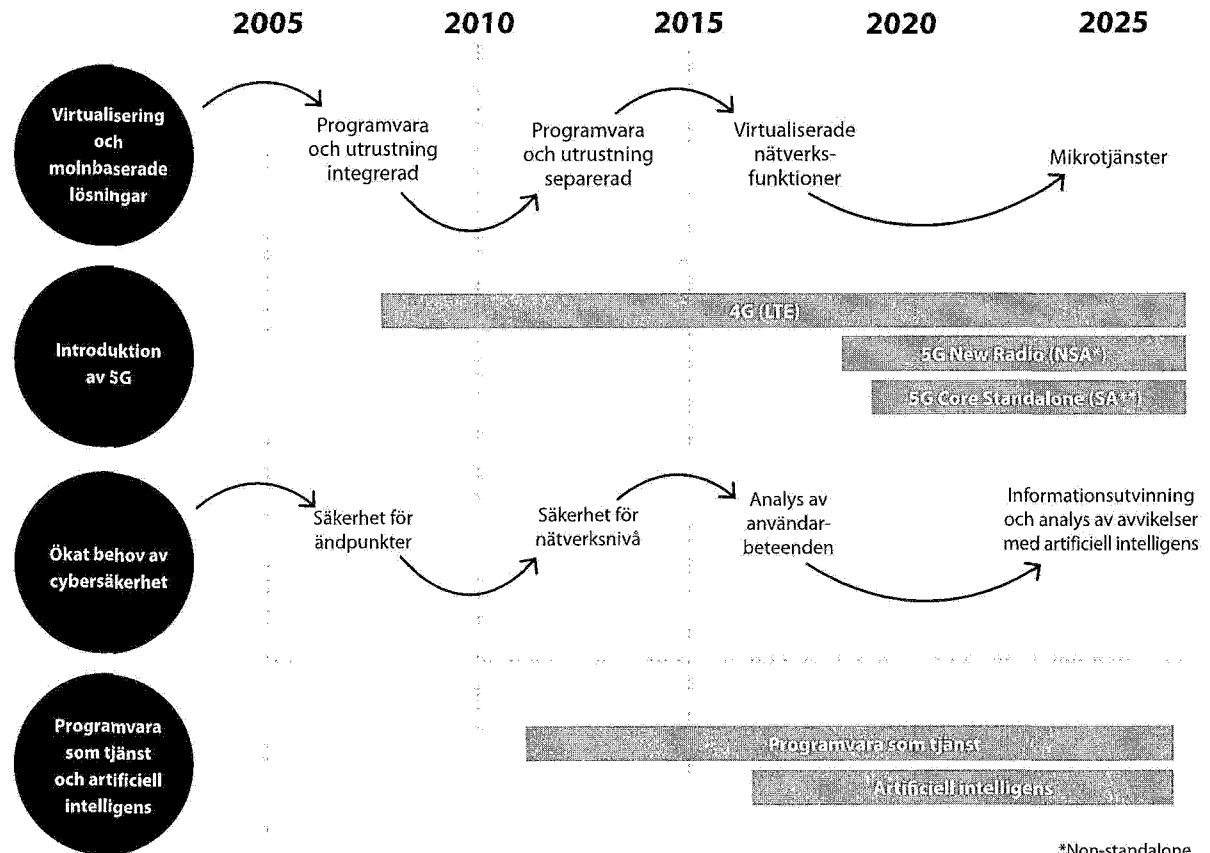 2005 2010 2015 2020 2025
Virtualisering
och
molnbaserade
lösningar
Programvara
och utrustning
integrerad
Programvara
och utrustning
separerad
Virtualiserade
nätverks-
funktioner
Mikrotjänster
Introduktion
av 5G
4G (LTE)
5G New Radio (NSA*)
5G Core Standalone (SA**)
Ökat behov av
cybersäkerhet
Säkerhet för
ändpunkter
Säkerhet för
nätverksnivå
Analys av
användar-
beteenden
Informationsutvinning
och analys av avvikelser
med artificiell intelligens
Programvara
som tjänst
och artificiell
intelligens
Programvara som tjänst
Artificiell intelligens
*Non-standalone